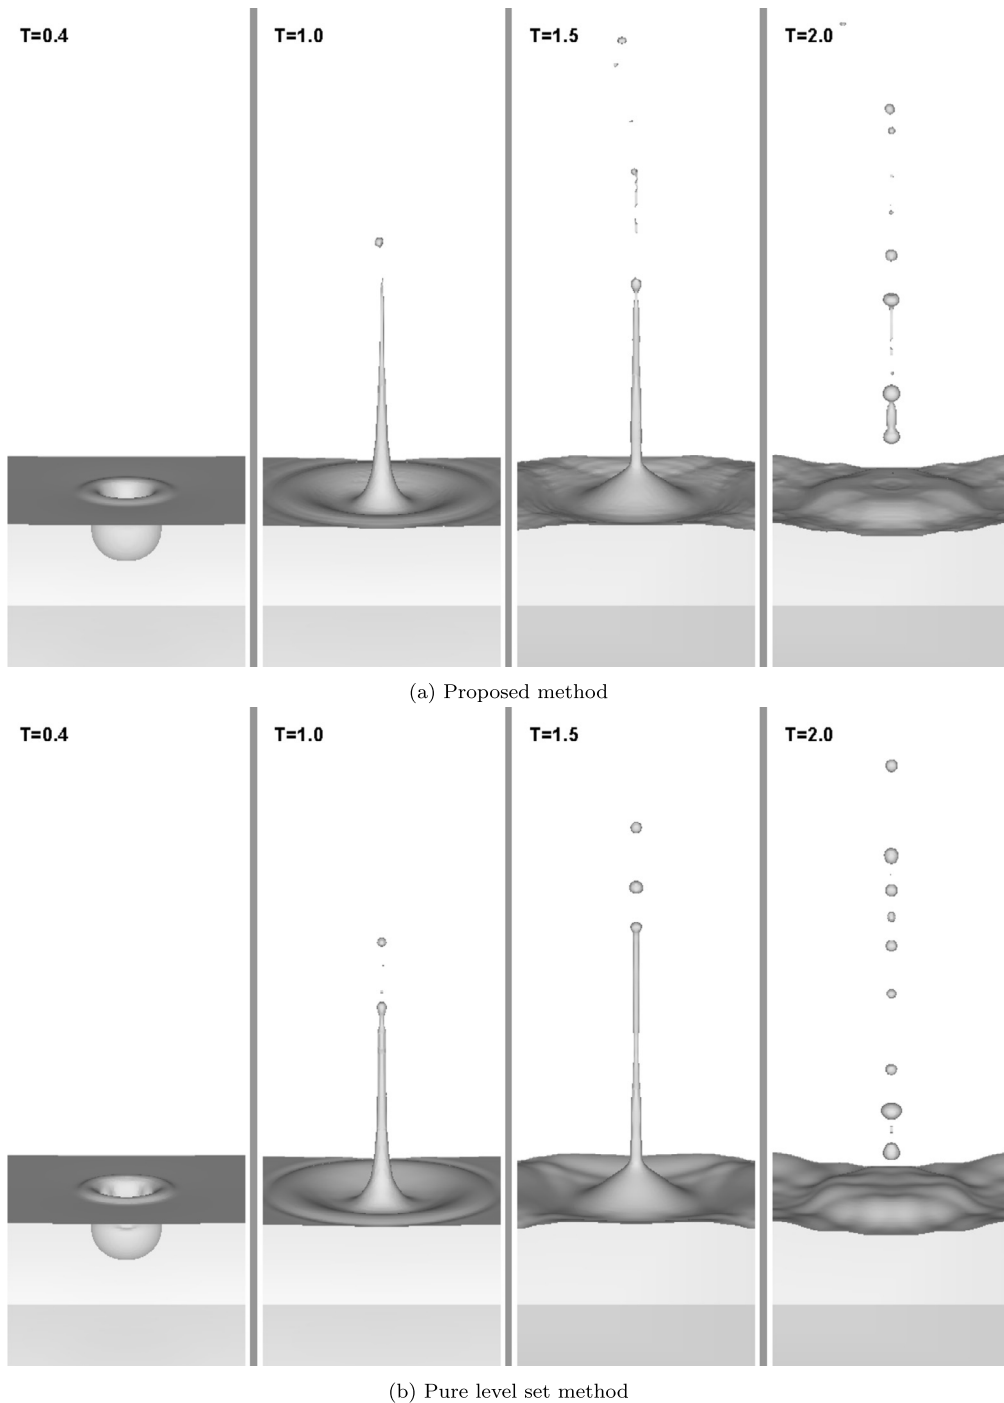 T=0.4
T=1.0
T=1.5
T=2.0
(a) Proposed method
T=0.4
T=1.0
T=1.5
T=2.0
(b) Pure level set method